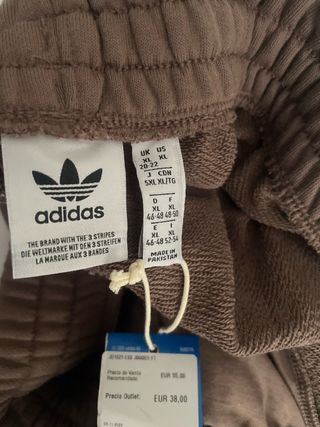 adidas
THE BRAND WITH THE 3 STRIPES
DIE WELTMARKE MIT DEN 3 STREIFEN
LA MARQUE AUX 3 BANDES
UK US
XL XL
20-22
J CDN
5XL XL/TG
D F
XL XL
46-48 48-50
E I
XL XL
46-48 52-54
MADE IN
PAKISTAN
Precio de Venta
Recomendado:
EUR 55,00
Precio Outlet:
EUR 38,00